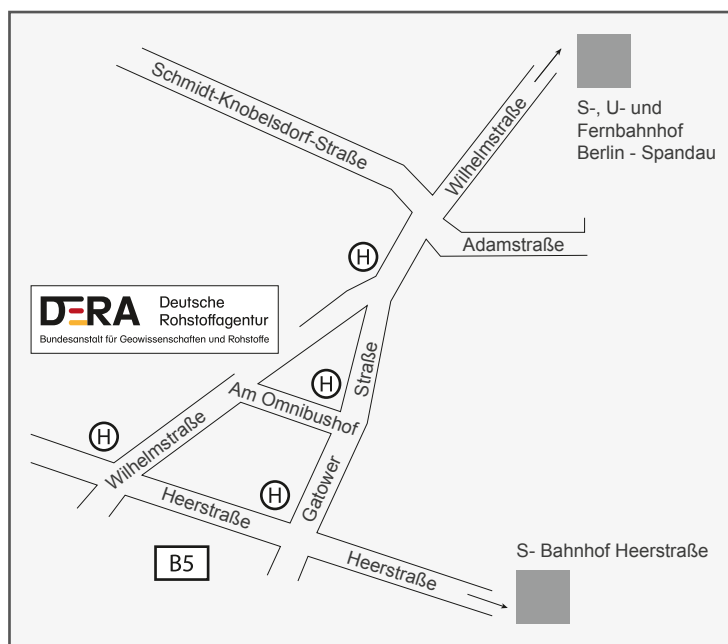 Schmidt-Knobelsdorf-Straße
Wilhelmstraße
S-, U- und
Fernbahnhof
Berlin - Spandau
Adamstraße
H
DERA Deutsche
Rohstoffagentur
Bundesanstalt für Geowissenschaften und Rohstoffe
H
Straße
Am Omnibushof
H
Wilhelmstraße
H
Gatower
Heerstraße
B5
Heerstraße
S- Bahnhof Heerstraße